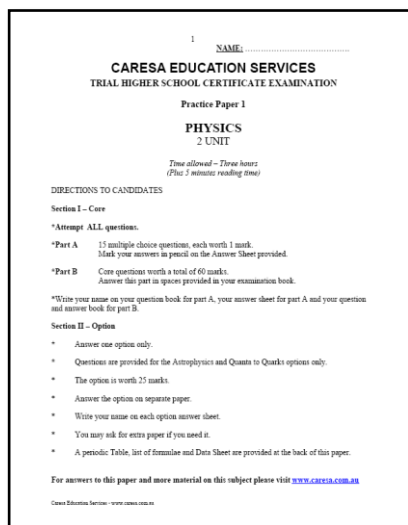 1
NAME: ……………………………………
CARESA EDUCATION SERVICES
TRIAL HIGHER SCHOOL CERTIFICATE EXAMINATION
Practice Paper 1
PHYSICS
2 UNIT
Time allowed – Three hours
(Plus 5 minutes reading time)
DIRECTIONS TO CANDIDATES
Section I – Core
*Attempt ALL questions.
*Part A 15 multiple choice questions, each worth 1 mark.
Mark your answers in pencil on the Answer Sheet provided.
*Part B Core questions worth a total of 60 marks.
Answer this part in spaces provided in your examination book.
*Write your name on your question book for part A, your answer sheet for part A and your question
and answer book for part B.
Section II – Option
* Answer one option only.
* Questions are provided for the Astrophysics and Quanta to Quarks options only.
* The option is worth 25 marks.
* Answer the option on separate paper.
* Write your name on each option answer sheet.
* You may ask for extra paper if you need it.
* A periodic Table, list of formulae and Data Sheet are provided at the back of this paper.
For answers to this paper and more material on this subject please visit www.caresa.com.au
Caresa Education Services - www.caresa.com.au